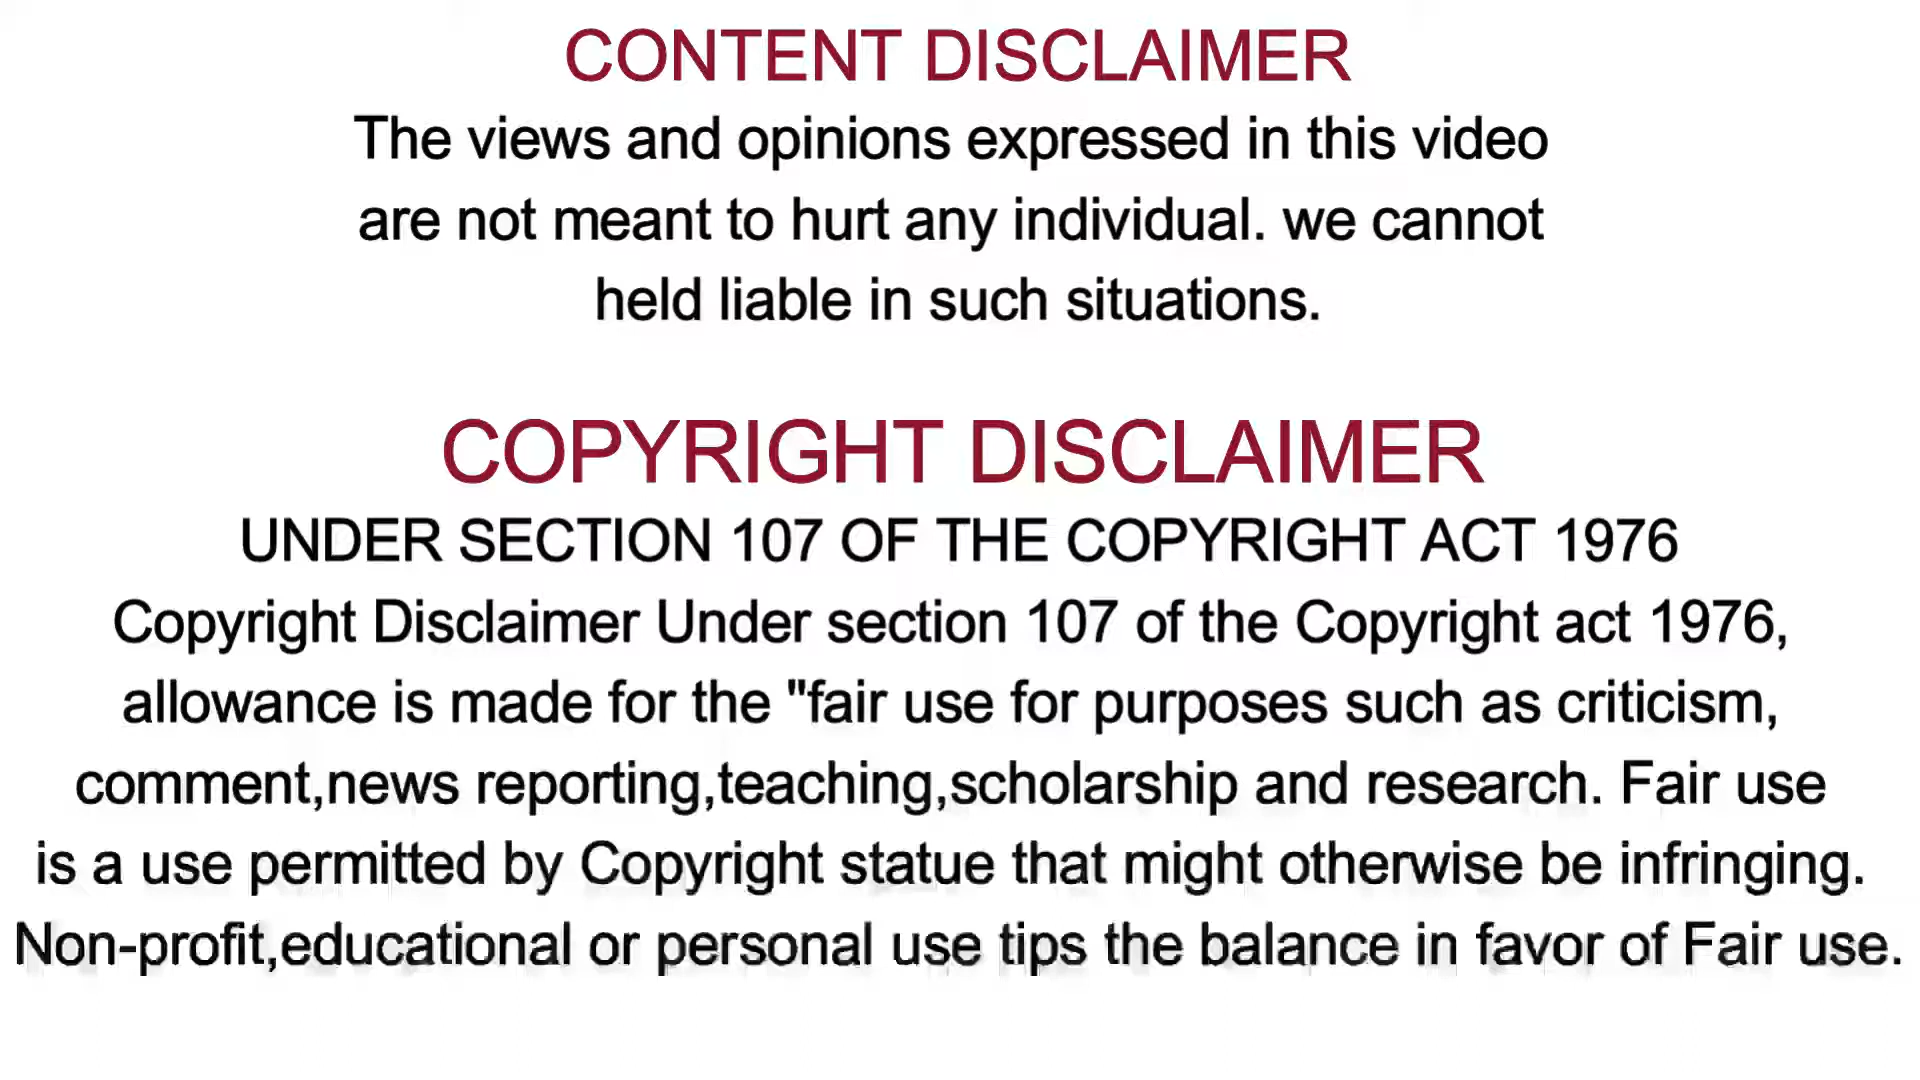 CONTENT DISCLAIMER
The views and opinions expressed in this video
are not meant to hurt any individual. we cannot
held liable in such situations.
COPYRIGHT DISCLAIMER
UNDER SECTION 107 OF THE COPYRIGHT ACT 1976
Copyright Disclaimer Under section 107 of the Copyright act 1976,
allowance is made for the "fair use for purposes such as criticism,
comment,news reporting,teaching,scholarship and research. Fair use
is a use permitted by Copyright statue that might otherwise be infringing.
Non-profit,educational or personal use tips the balance in favor of Fair use.